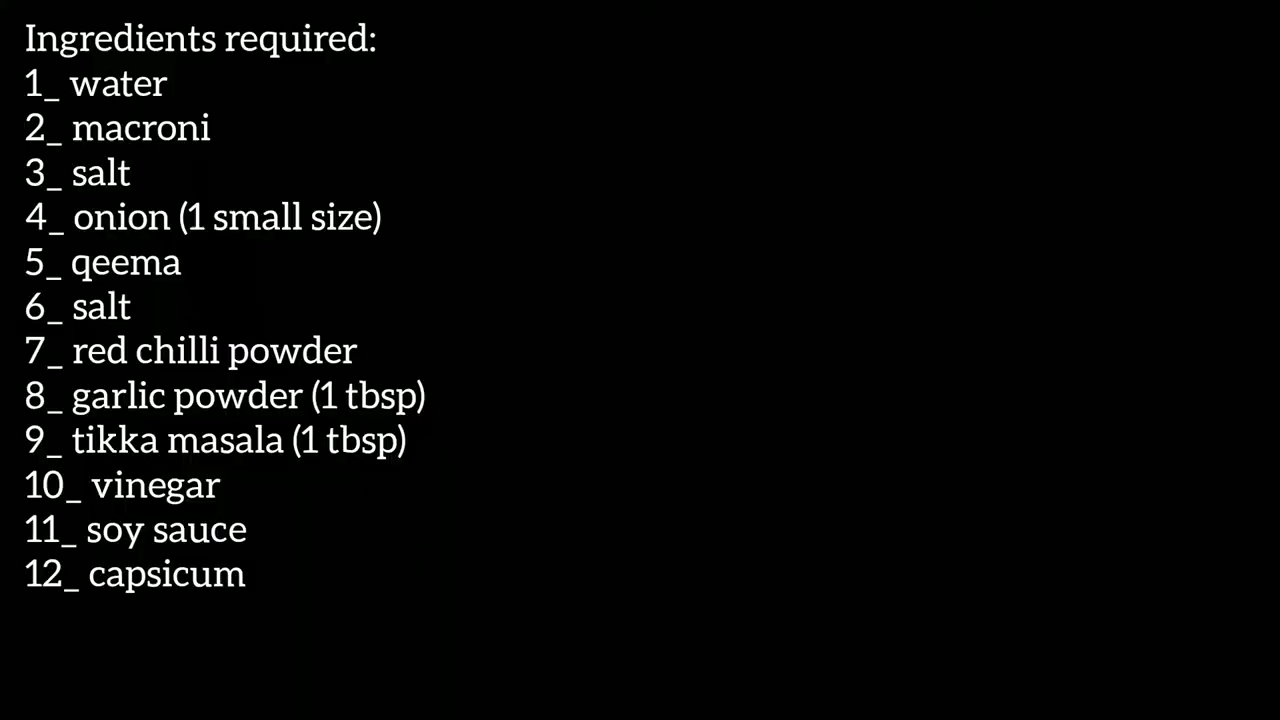 Ingredients required:
1_ water
2_ macroni
3_ salt
4_ onion (1 small size)
5_ qeema
6_ salt
7_ red chilli powder
8_ garlic powder (1 tbsp)
9_ tikka masala (1 tbsp)
10_ vinegar
11_ soy sauce
12_ capsicum